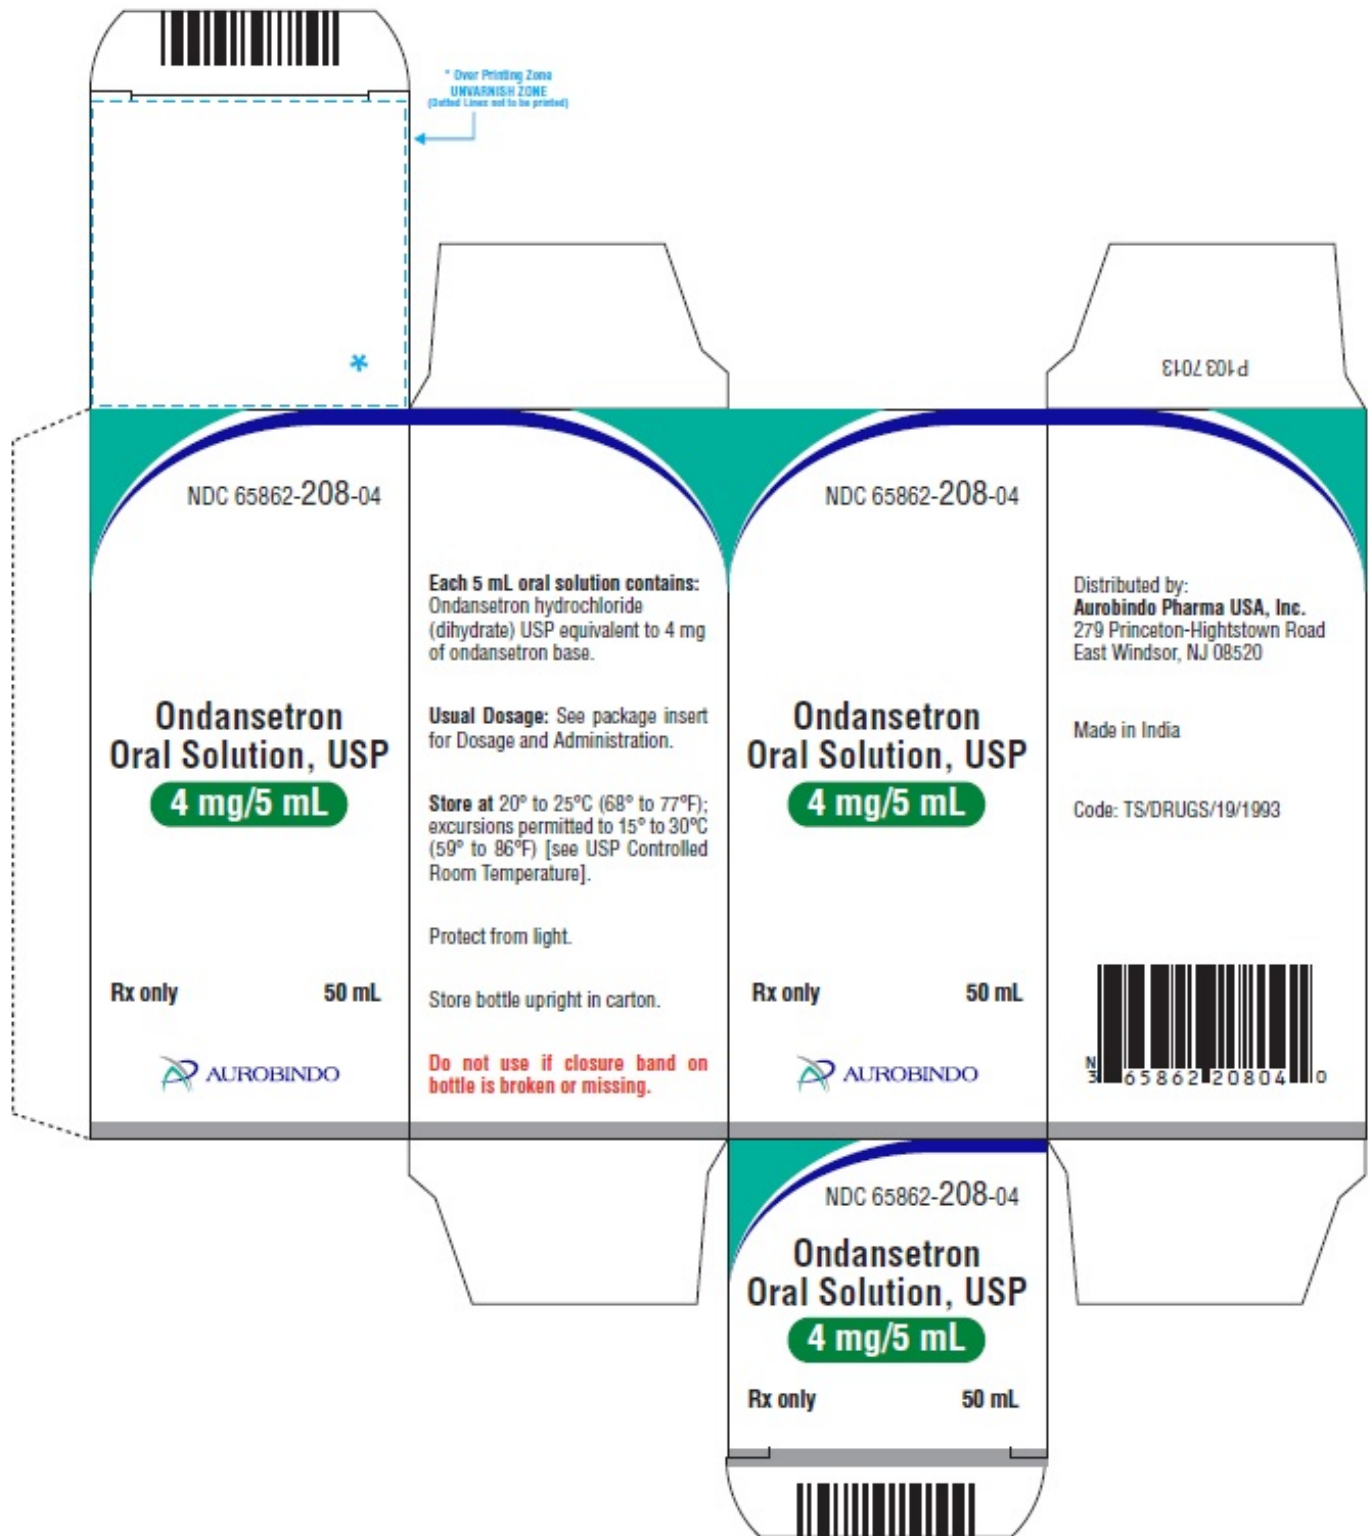 * Over Printing Zone
UNVARNISH ZONE
(Dotted Lines not to be printed)
*
P1037013
NDC 65862-208-04
Ondansetron
Oral Solution, USP
4 mg/5 mL
Rx only 50 mL
AUROBINDO
Each 5 mL oral solution contains:
Ondansetron hydrochloride
(dihydrate) USP equivalent to 4 mg
of ondansetron base.
Usual Dosage: See package insert
for Dosage and Administration.
Store at 20° to 25°C (68° to 77°F);
excursions permitted to 15° to 30°C
(59° to 86°F) [see USP Controlled
Room Temperature].
Protect from light.
Store bottle upright in carton.
Do not use if closure band on
bottle is broken or missing.
NDC 65862-208-04
Ondansetron
Oral Solution, USP
4 mg/5 mL
Rx only 50 mL
AUROBINDO
Distributed by:
Aurobindo Pharma USA, Inc.
279 Princeton-Hightstown Road
East Windsor, NJ 08520
Made in India
Code: TS/DRUGS/19/1993
N
3 65862 20804 0
NDC 65862-208-04
Ondansetron
Oral Solution, USP
4 mg/5 mL
Rx only 50 mL